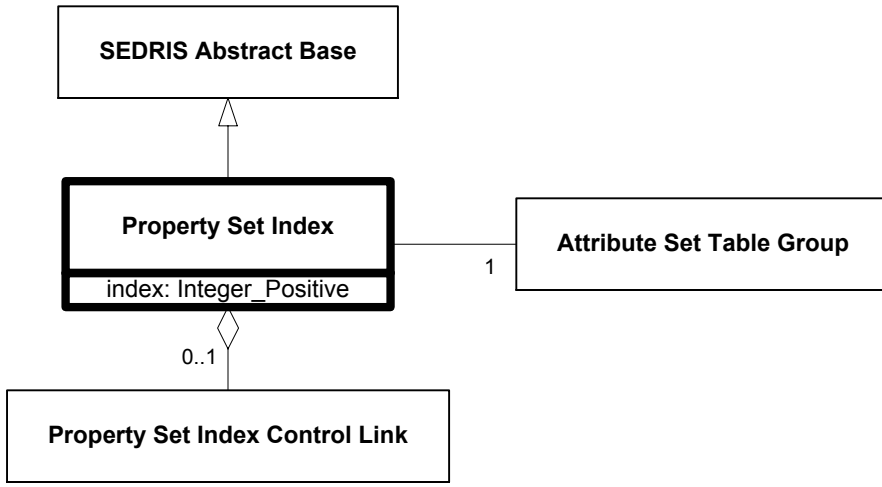 SEDRIS Abstract Base
Property Set Index
index: Integer_Positive
1
Attribute Set Table Group
0..1
Property Set Index Control Link